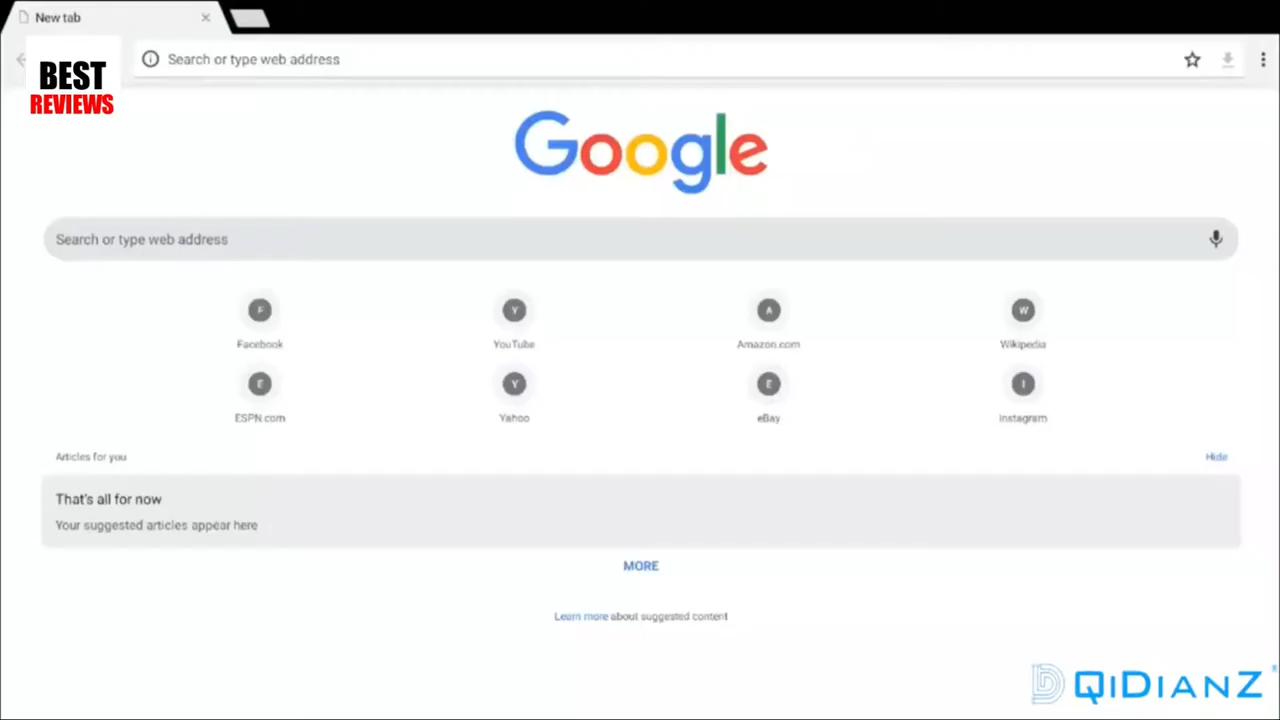 New tab
BEST
REVIEWS
Search or type web address
Google
Search or type web address
F Y A W
Facebook YouTube Amazon.com Wikipedia
E Y E I
ESPN.com Yahoo eBay Instagram
Articles for you Hide
That's all for now
Your suggested articles appear here
MORE
Learn more about suggested content
QiDiANZ